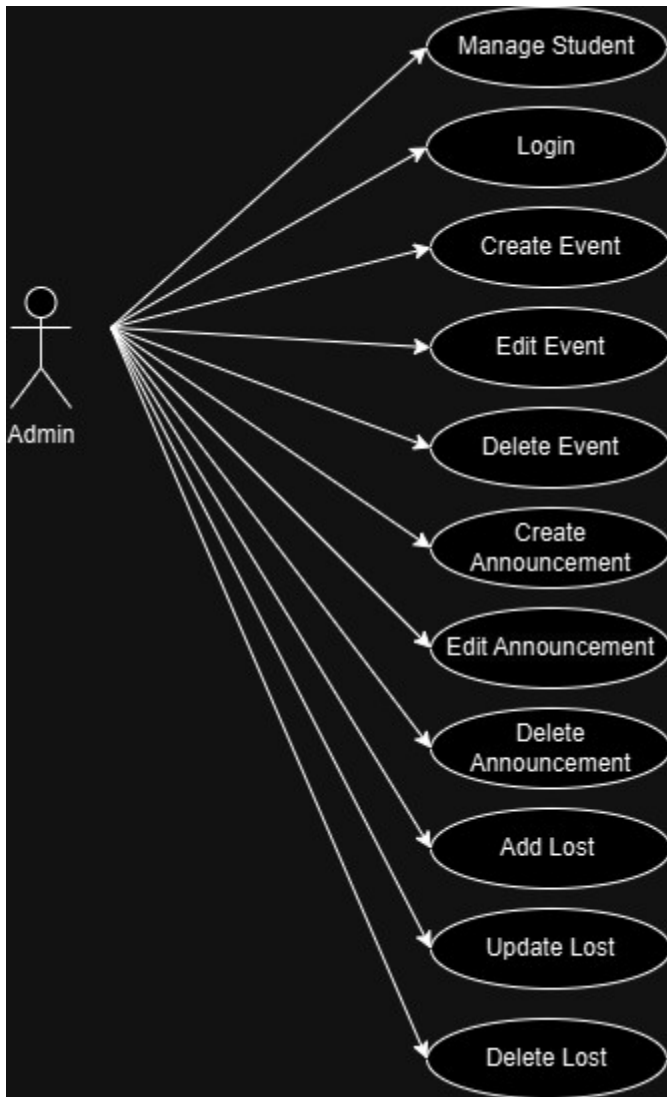 Manage Student
Login
Create Event
Edit Event
Admin
Delete Event
Create
Announcement
Edit Announcement
Delete
Announcement
Add Lost
Update Lost
Delete Lost